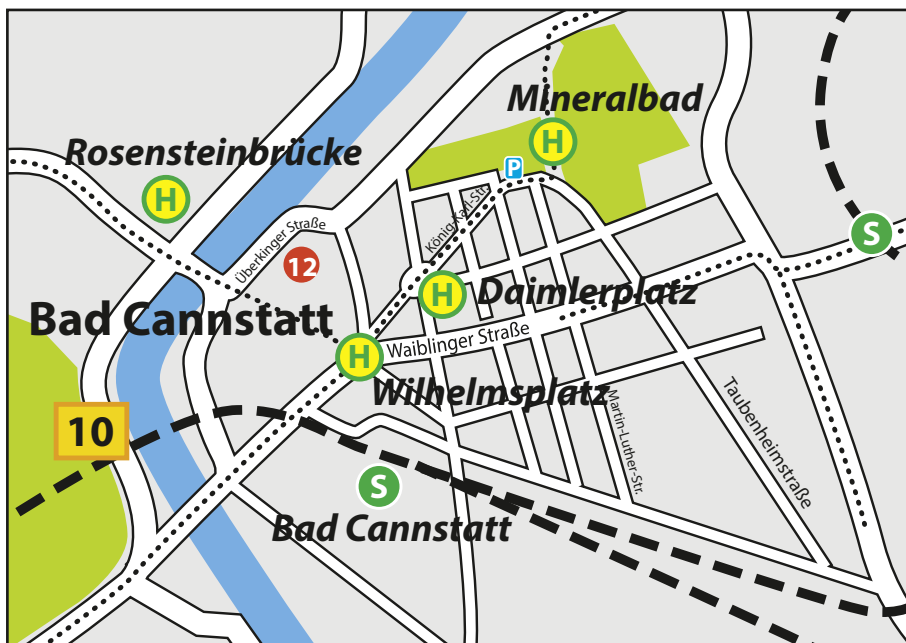 Mineralbad
H
Rosensteinbrücke
P
H
König-Karl-Str.
Überkinger Straße
S
12
H
Daimlerplatz
Bad Cannstatt
Waiblinger Straße
H
Wilhelmsplatz
Taubenheimstraße
Martin-Luther-Str.
10
S
Bad Cannstatt